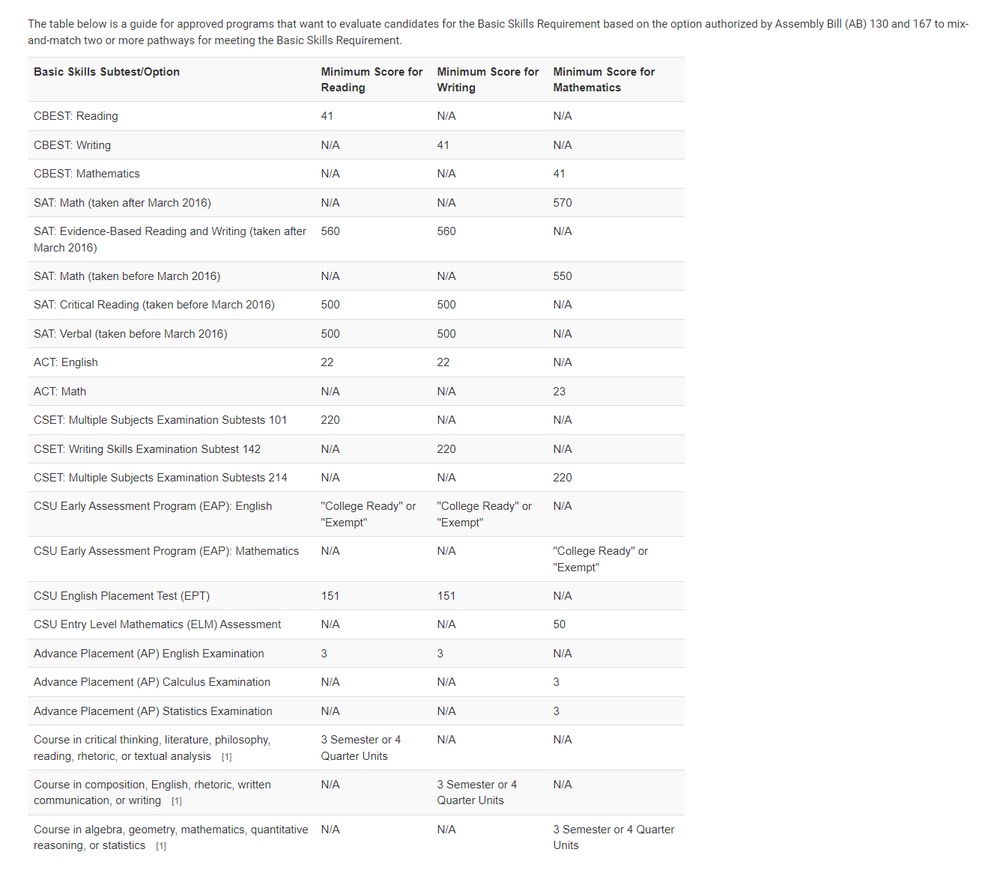 The table below is a guide for approved programs that want to evaluate candidates for the Basic Skills Requirement based on the option authorized by Assembly Bill (AB) 130 and 167 to mix-
and-match two or more pathways for meeting the Basic Skills Requirement.
Basic Skills Subtest/Option Minimum Score for Reading Minimum Score for Writing Minimum Score for Mathematics
CBEST: Reading 41 N/A N/A
CBEST: Writing N/A 41 N/A
CBEST: Mathematics N/A N/A 41
SAT: Math (taken after March 2016) N/A N/A 570
SAT: Evidence-Based Reading and Writing (taken after March 2016) 560 560 N/A
SAT: Math (taken before March 2016) N/A N/A 550
SAT: Critical Reading (taken before March 2016) 500 500 N/A
SAT: Verbal (taken before March 2016) 500 500 N/A
ACT: English 22 22 N/A
ACT: Math N/A N/A 23
CSET: Multiple Subjects Examination Subtests 101 220 N/A N/A
CSET: Writing Skills Examination Subtest 142 N/A 220 N/A
CSET: Multiple Subjects Examination Subtests 214 N/A N/A 220
CSU Early Assessment Program (EAP): English "College Ready" or "Exempt" "College Ready" or "Exempt" N/A
CSU Early Assessment Program (EAP): Mathematics N/A N/A "College Ready" or "Exempt"
CSU English Placement Test (EPT) 151 151 N/A
CSU Entry Level Mathematics (ELM) Assessment N/A N/A 50
Advance Placement (AP) English Examination 3 3 N/A
Advance Placement (AP) Calculus Examination N/A N/A 3
Advance Placement (AP) Statistics Examination N/A N/A 3
Course in critical thinking, literature, philosophy, reading, rhetoric, or textual analysis [1] 3 Semester or 4 Quarter Units N/A N/A
Course in composition, English, rhetoric, written communication, or writing [1] N/A 3 Semester or 4 Quarter Units N/A
Course in algebra, geometry, mathematics, quantitative reasoning, or statistics [1] N/A N/A 3 Semester or 4 Quarter Units